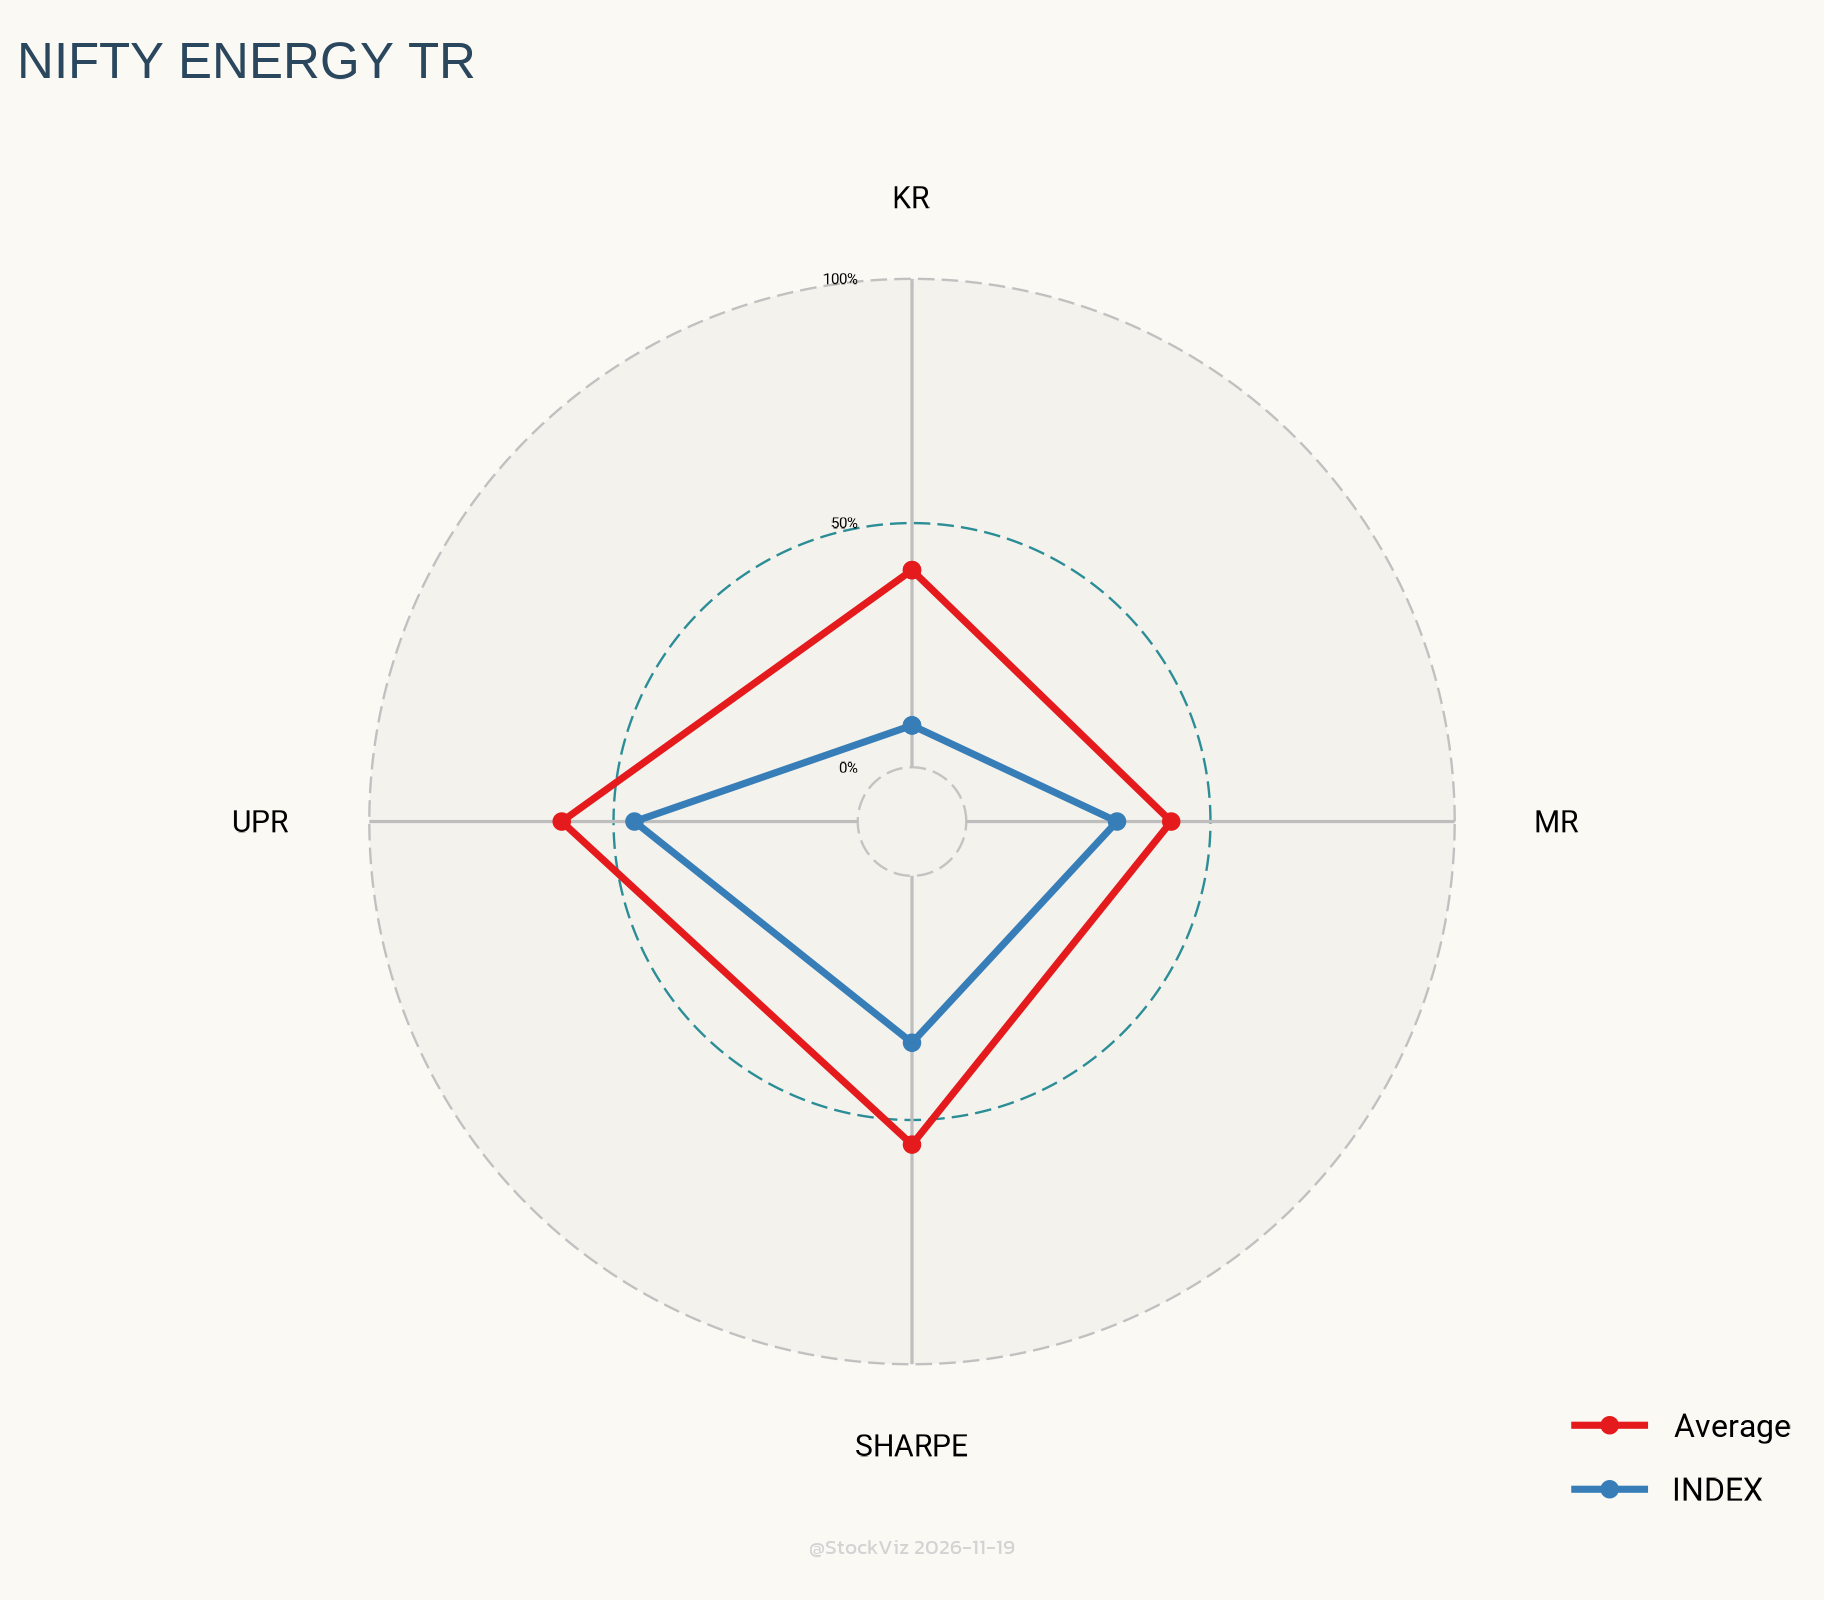 NIFTY ENERGY TR
KR
100%
50%
0%
UPR
MR
SHARPE
Average
INDEX
@StockViz 2026-11-19